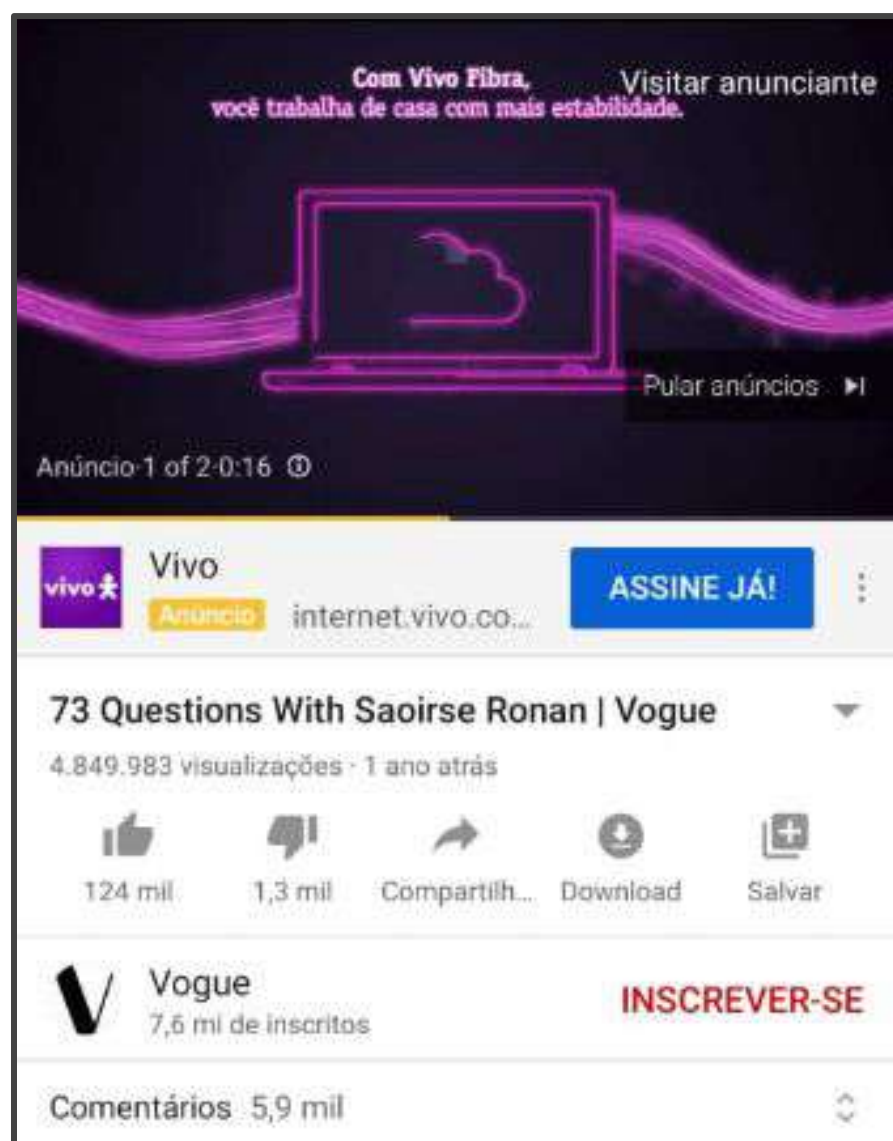 Com Vivo Fibra,
você trabalha de casa com mais estabilidade.
Visitar anunciante
Pular anúncios
Anúncio·1 of 2·0:16
vivo
Vivo
Anúncio internet.vivo.co...
ASSINE JÁ!
73 Questions With Saoirse Ronan | Vogue
4.849.983 visualizações · 1 ano atrás
124 mil 1,3 mil Compartilh... Download Salvar
Vogue
7,6 mi de inscritos
INSCREVER-SE
Comentários 5,9 mil